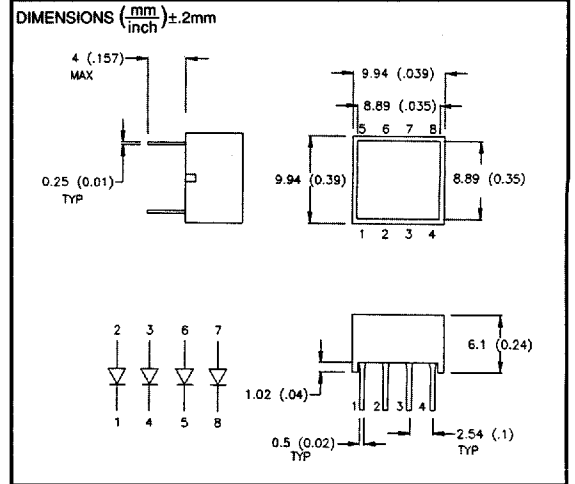 DIMENSIONS (mm/inch)±.2mm
4 (.157)
MAX
0.25 (0.01)
TYP
9.94 (.039)
8.89 (.035)
5 6 7 8
9.94 (0.39)
8.89 (0.35)
1 2 3 4
2 3 6 7
1 4 5 8
6.1 (0.24)
1.02 (.04)
1 2 3 4
0.5 (0.02)
TYP
2.54 (.1)
TYP